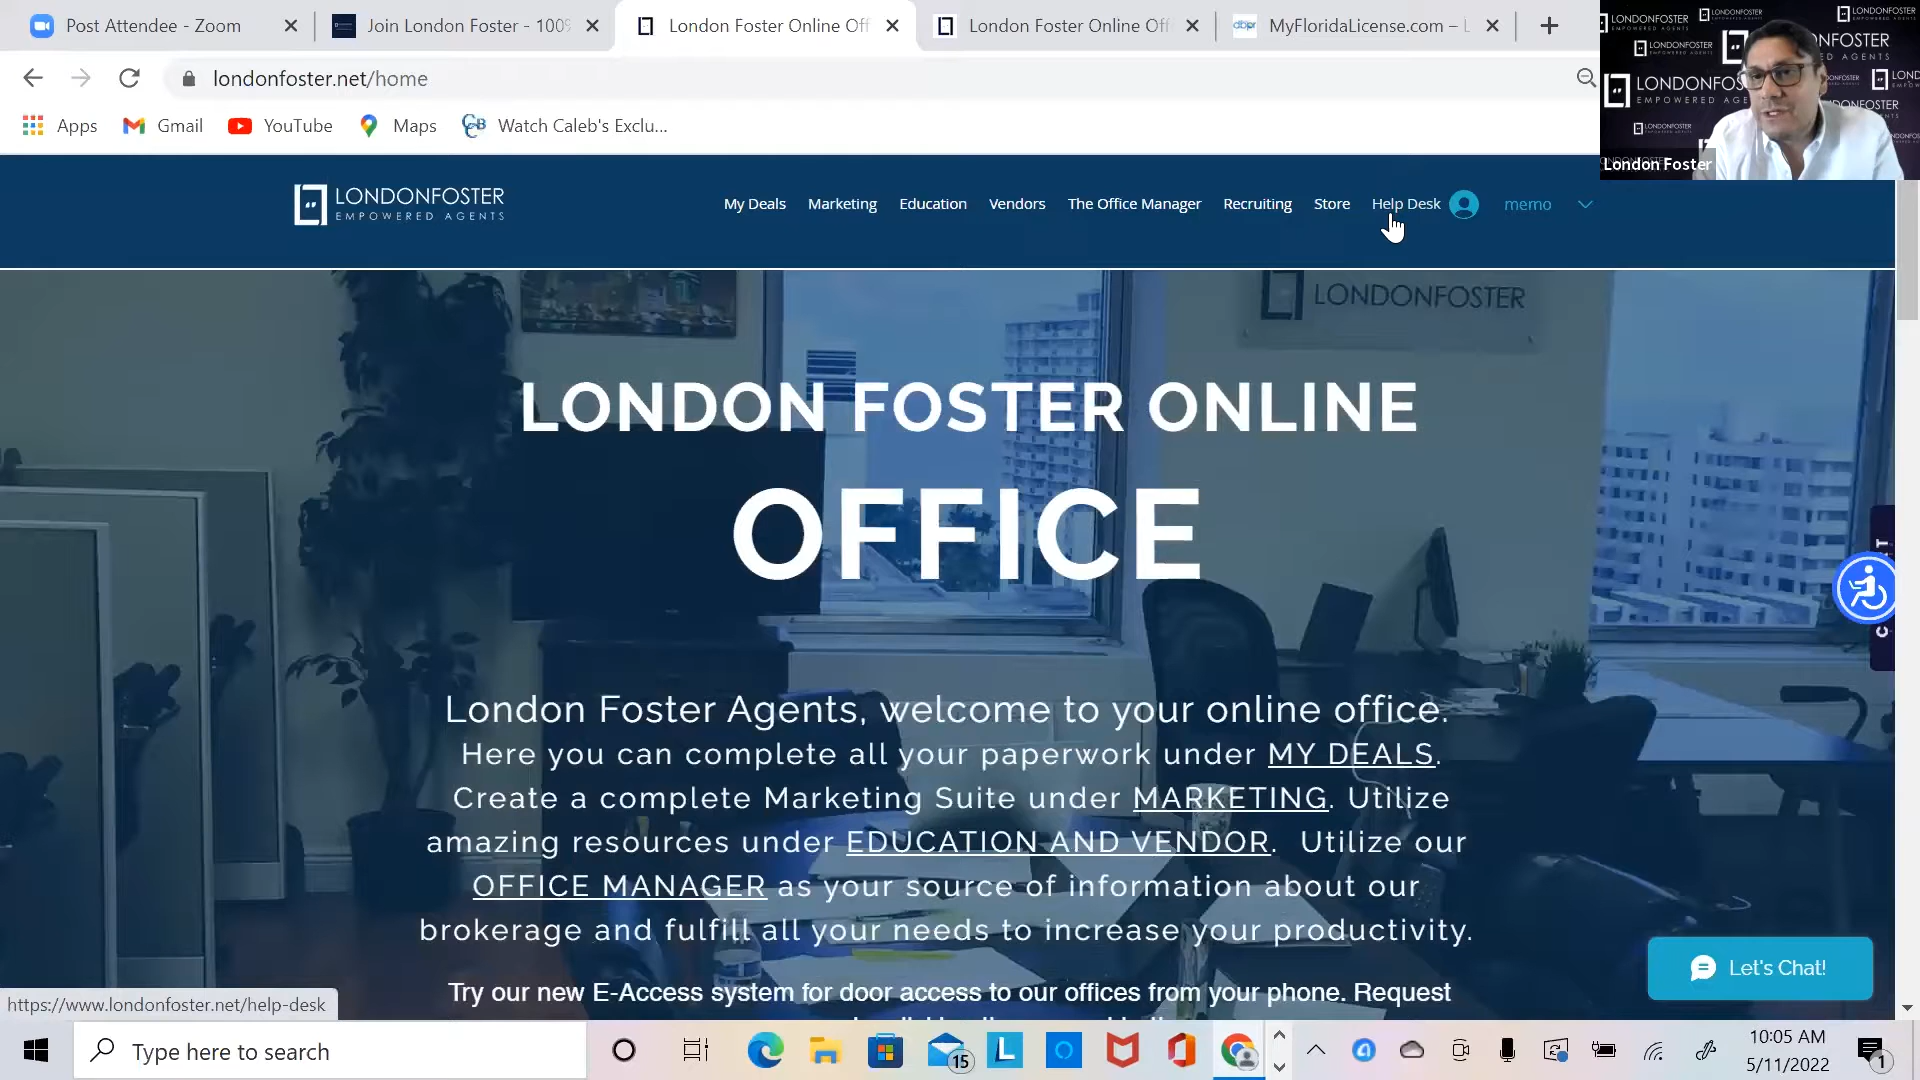 Post Attendee - Zoom
Join London Foster - 100%
London Foster Online Off
London Foster Online Off
MyFloridaLicense.com – L
londonfoster.net/home
Apps
Gmail
YouTube
Maps
Watch Caleb's Exclu...
LONDONFOSTER
EMPOWERED AGENTS
London Foster
LONDONFOSTER
EMPOWERED AGENTS
My Deals
Marketing
Education
Vendors
The Office Manager
Recruiting
Store
Help Desk
memo
LONDONFOSTER
LONDON FOSTER ONLINE
OFFICE
London Foster Agents, welcome to your online office.
Here you can complete all your paperwork under MY DEALS.
Create a complete Marketing Suite under MARKETING. Utilize
amazing resources under EDUCATION AND VENDOR. Utilize our
OFFICE MANAGER as your source of information about our
brokerage and fulfill all your needs to increase your productivity.
Try our new E-Access system for door access to our offices from your phone. Request
Let's Chat!
https://www.londonfoster.net/help-desk
Type here to search
15
10:05 AM
5/11/2022
1